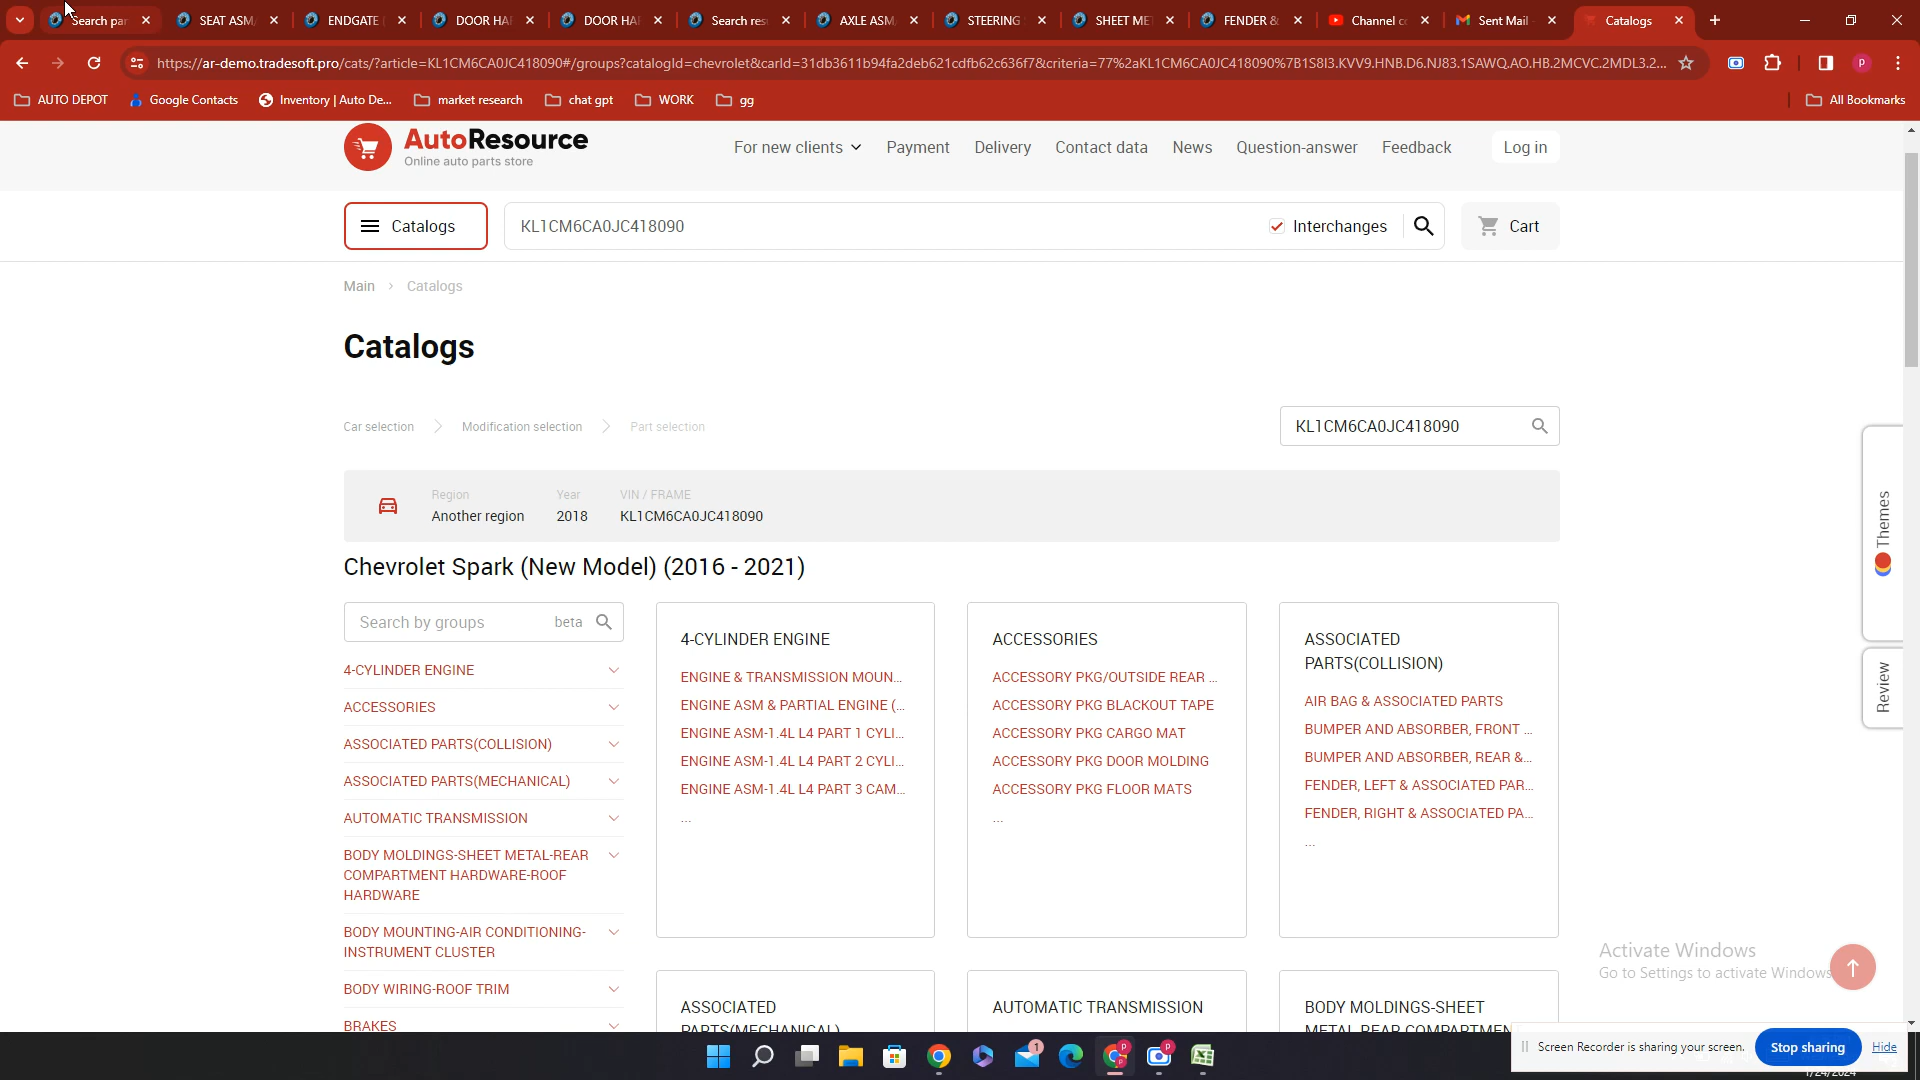 Search par
SEAT ASM
ENDGATE
DOOR HAR
DOOR HAR
Search res
AXLE ASM
STEERING
SHEET ME
FENDER &
Channel c
Sent Mail
Catalogs
https://ar-demo.tradesoft.pro/cats/?article=KL1CM6CA0JC418090#/groups?catalogId=chevrolet&carId=31db3611b94fa2deb621cdfb62c636f7&criteria=77%2aKL1CM6CA0JC418090%7B1S8I3.KVV9.HNB.D6.NJ83.1SAWQ.AO.HB.2MCVC.2MDL3.2...
P
AUTO DEPOT
Google Contacts
Inventory | Auto De...
market research
chat gpt
WORK
gg
All Bookmarks
AutoResource
Online auto parts store
For new clients
Payment
Delivery
Contact data
News
Question-answer
Feedback
Log in
Catalogs
KL1CM6CA0JC418090
Interchanges
Cart
Main
Catalogs
Catalogs
Car selection
Modification selection
Part selection
KL1CM6CA0JC418090
Region
Year
VIN / FRAME
Another region
2018
KL1CM6CA0JC418090
Chevrolet Spark (New Model) (2016 - 2021)
Search by groups
beta
4-CYLINDER ENGINE
ACCESSORIES
ASSOCIATED PARTS(COLLISION)
ASSOCIATED PARTS(MECHANICAL)
AUTOMATIC TRANSMISSION
BODY MOLDINGS-SHEET METAL-REAR
COMPARTMENT HARDWARE-ROOF
HARDWARE
BODY MOUNTING-AIR CONDITIONING-
INSTRUMENT CLUSTER
BODY WIRING-ROOF TRIM
BRAKES
4-CYLINDER ENGINE
ENGINE & TRANSMISSION MOUN...
ENGINE ASM & PARTIAL ENGINE (...
ENGINE ASM-1.4L L4 PART 1 CYLI...
ENGINE ASM-1.4L L4 PART 2 CYLI...
ENGINE ASM-1.4L L4 PART 3 CAM...
...
ACCESSORIES
ACCESSORY PKG/OUTSIDE REAR ...
ACCESSORY PKG BLACKOUT TAPE
ACCESSORY PKG CARGO MAT
ACCESSORY PKG DOOR MOLDING
ACCESSORY PKG FLOOR MATS
...
ASSOCIATED
PARTS(COLLISION)
AIR BAG & ASSOCIATED PARTS
BUMPER AND ABSORBER, FRONT ...
BUMPER AND ABSORBER, REAR &...
FENDER, LEFT & ASSOCIATED PAR...
FENDER, RIGHT & ASSOCIATED PA...
...
ASSOCIATED
PARTS(MECHANICAL)
AUTOMATIC TRANSMISSION
BODY MOLDINGS-SHEET
METAL-REAR COMPARTMEN
Themes
Review
Activate Windows
Go to Settings to activate Windows
Screen Recorder is sharing your screen.
Stop sharing
Hide
1
P
P
1/24/2024